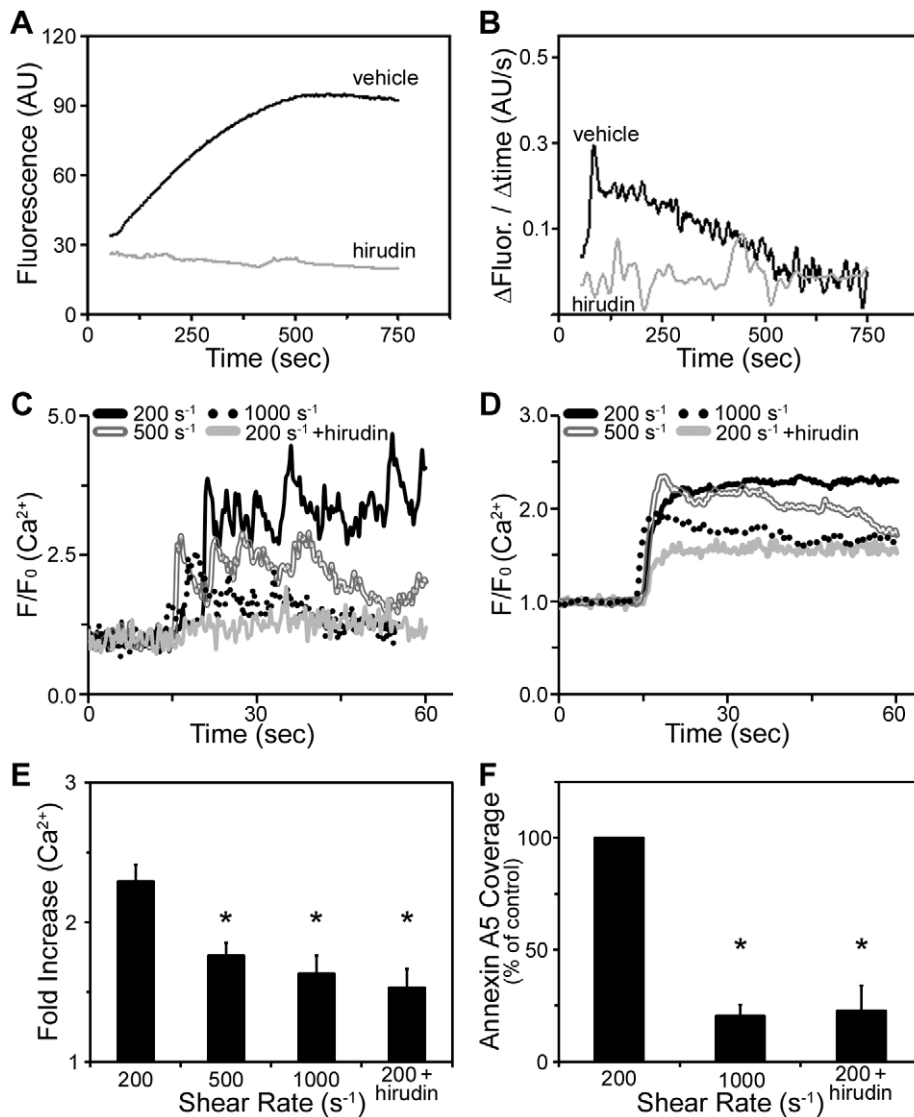 A
Fluorescence (AU)
120
90
60
30
0
vehicle
hirudin
0 250 500 750
Time (sec)
B
ΔFluor. / Δtime (AU/s)
0.5
0.3
0.1
vehicle
hirudin
250 500 750
Time (sec)
C
F/F₀ (Ca²⁺)
5.0
2.5
0.0
200 s⁻¹ 1000 s⁻¹
500 s⁻¹ 200 s⁻¹ +hirudin
0 30 60
Time (sec)
D
F/F₀ (Ca²⁺)
3.0
2.0
1.0
0.0
200 s⁻¹ 1000 s⁻¹
500 s⁻¹ 200 s⁻¹ +hirudin
0 30 60
Time (sec)
E
Fold Increase (Ca²⁺)
3
2
1
* * *
200 500 1000 200 +
hirudin
Shear Rate (s⁻¹)
F
Annexin A5 Coverage
(% of control)
100
50
0
* *
200 1000 200 +
hirudin
Shear Rate (s⁻¹)